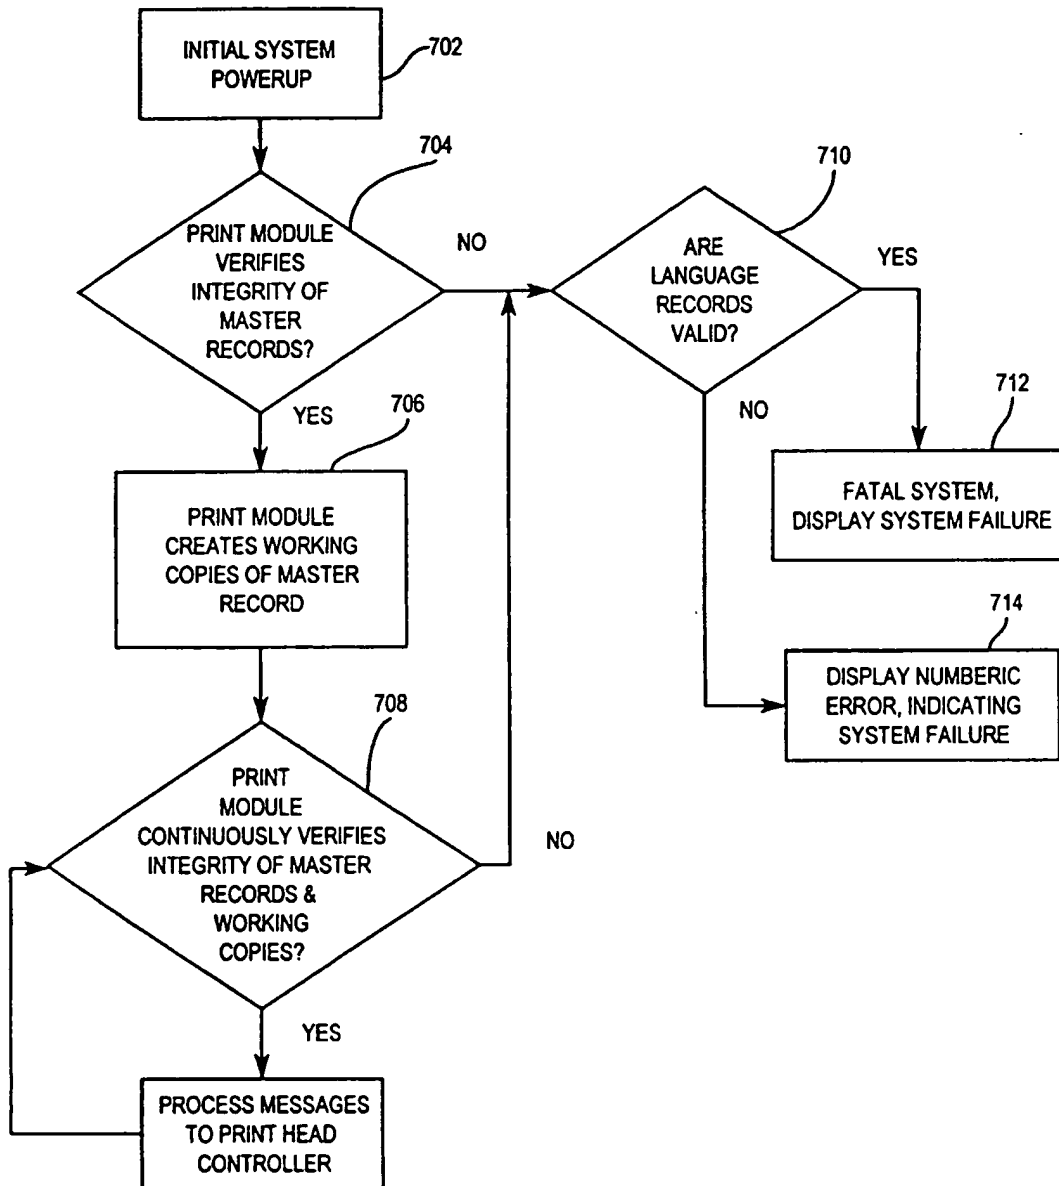 INITIAL SYSTEM
POWERUP
702
704
PRINT MODULE
VERIFIES
INTEGRITY OF
MASTER
RECORDS?
NO
YES
706
PRINT MODULE
CREATES WORKING
COPIES OF MASTER
RECORD
708
PRINT
MODULE
CONTINUOUSLY VERIFIES
INTEGRITY OF MASTER
RECORDS &
WORKING
COPIES?
NO
YES
PROCESS MESSAGES
TO PRINT HEAD
CONTROLLER
710
ARE
LANGUAGE
RECORDS
VALID?
YES
NO
712
FATAL SYSTEM,
DISPLAY SYSTEM FAILURE
714
DISPLAY NUMBERIC
ERROR, INDICATING
SYSTEM FAILURE